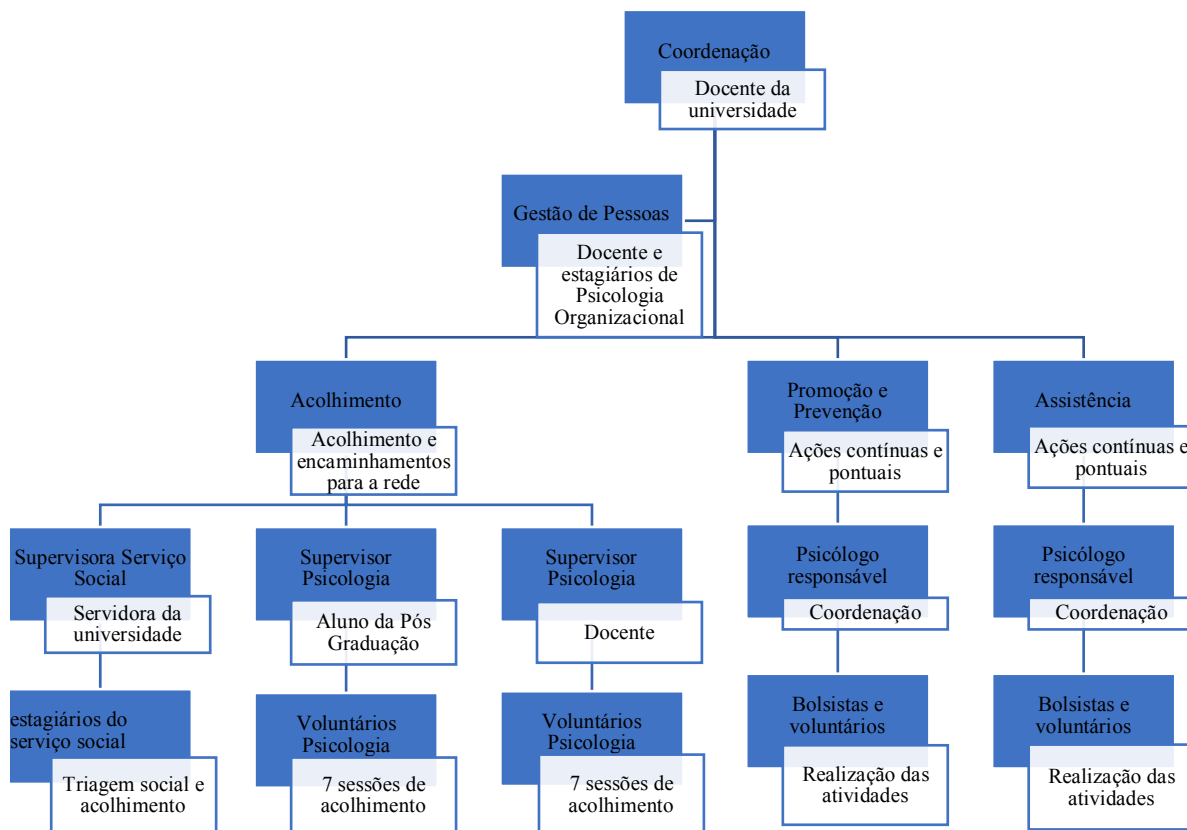 Coordenação
Docente da
universidade
Gestão de Pessoas
Docente e
estagiários de
Psicologia
Organizacional
Acolhimento
Acolhimento e
encaminhamentos
para a rede
Promoção e
Prevenção
Ações contínuas e
pontuais
Assistência
Ações contínuas e
pontuais
Supervisora Serviço
Social
Servidora da
universidade
Supervisor
Psicologia
Aluno da Pós
Graduação
Supervisor
Psicologia
Docente
Psicólogo
responsável
Coordenação
Psicólogo
responsável
Coordenação
estagiários do
serviço social
Triagem social e
acolhimento
Voluntários
Psicologia
7 sessões de
acolhimento
Voluntários
Psicologia
7 sessões de
acolhimento
Bolsistas e
voluntários
Realização das
atividades
Bolsistas e
voluntários
Realização das
atividades